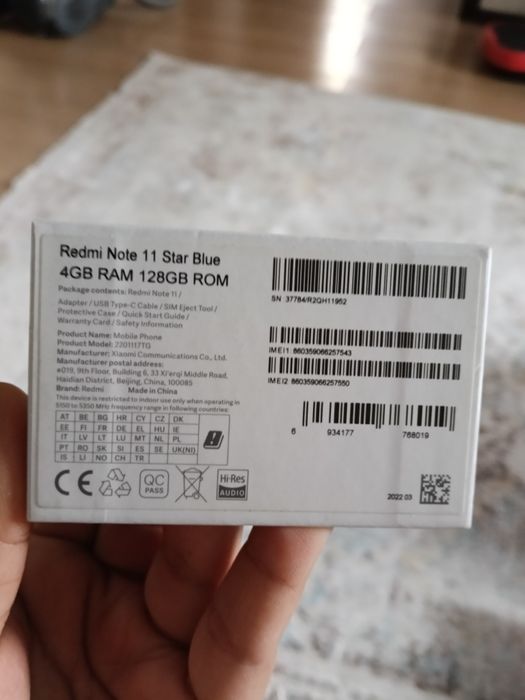 Redmi Note 11 Star Blue
4GB RAM 128GB ROM
Package contents: Redmi Note 11 /
Adapter / USB Type-C Cable / SIM Eject Tool /
Protective Case / Quick Start Guide /
Warranty Card / Safety Information
Product Name: Mobile Phone
Product Model: 2201117TG
Manufacturer: Xiaomi Communications Co., Ltd.
Manufacturer postal address:
#019, 9th Floor, Building 6, 33 Xi'erqi Middle Road,
Haidian District, Beijing, China, 100085
Brand: Redmi Made in China
This device is restricted to indoor use only when operating in
5150 to 5350 MHz frequency range in following countries:
AT BE BG HR CY CZ DK
EE FI FR DE EL HU IE
IT LV LT LU MT NL PL
PT RO SK SI ES SE UK(NI)
IS LI NO CH TR
CE
QC
PASS
Hi-Res
AUDIO
SN: 37784/R2QH11952
IMEI1: 860359066257543
IMEI2: 860359066257550
6 934177 768019
2022.03